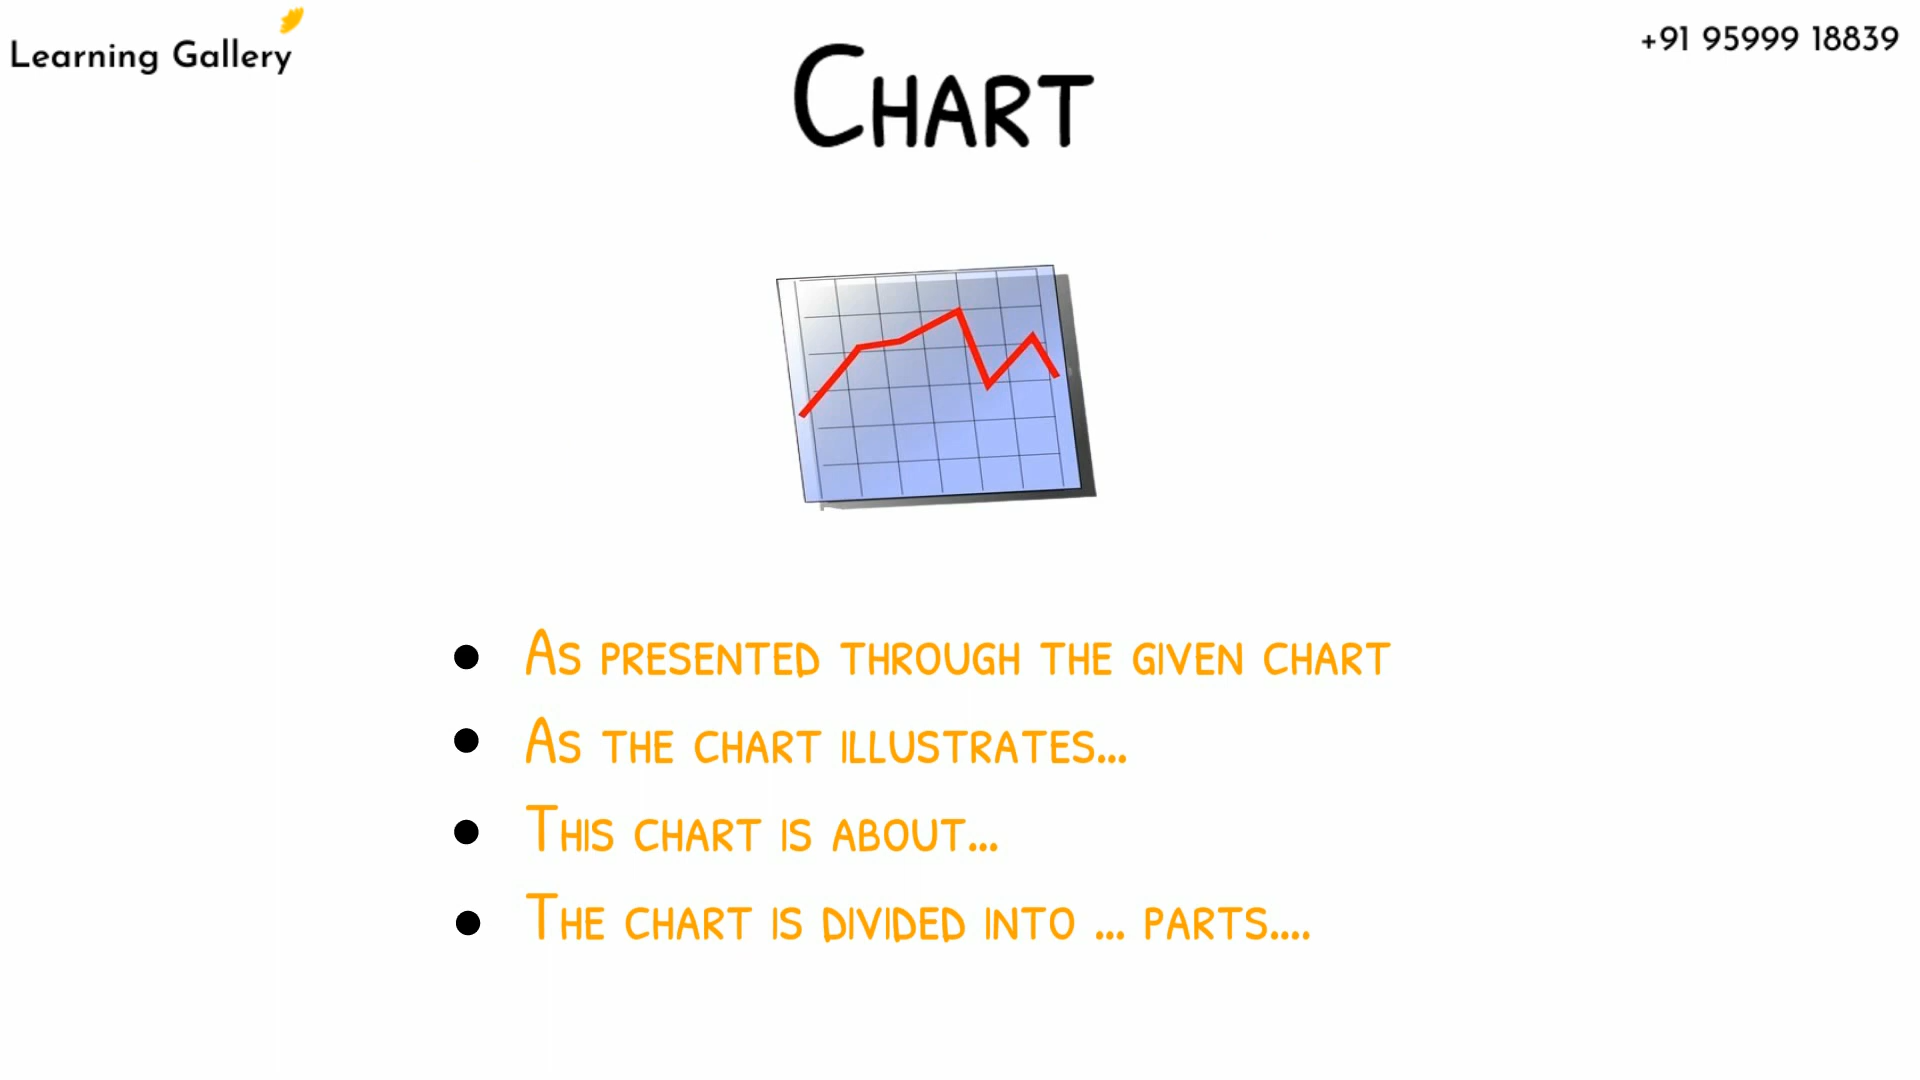 Learning Gallery
+91 95999 18839
Chart
As presented through the given chart
As the chart illustrates...
This chart is about...
The chart is divided into ... parts....